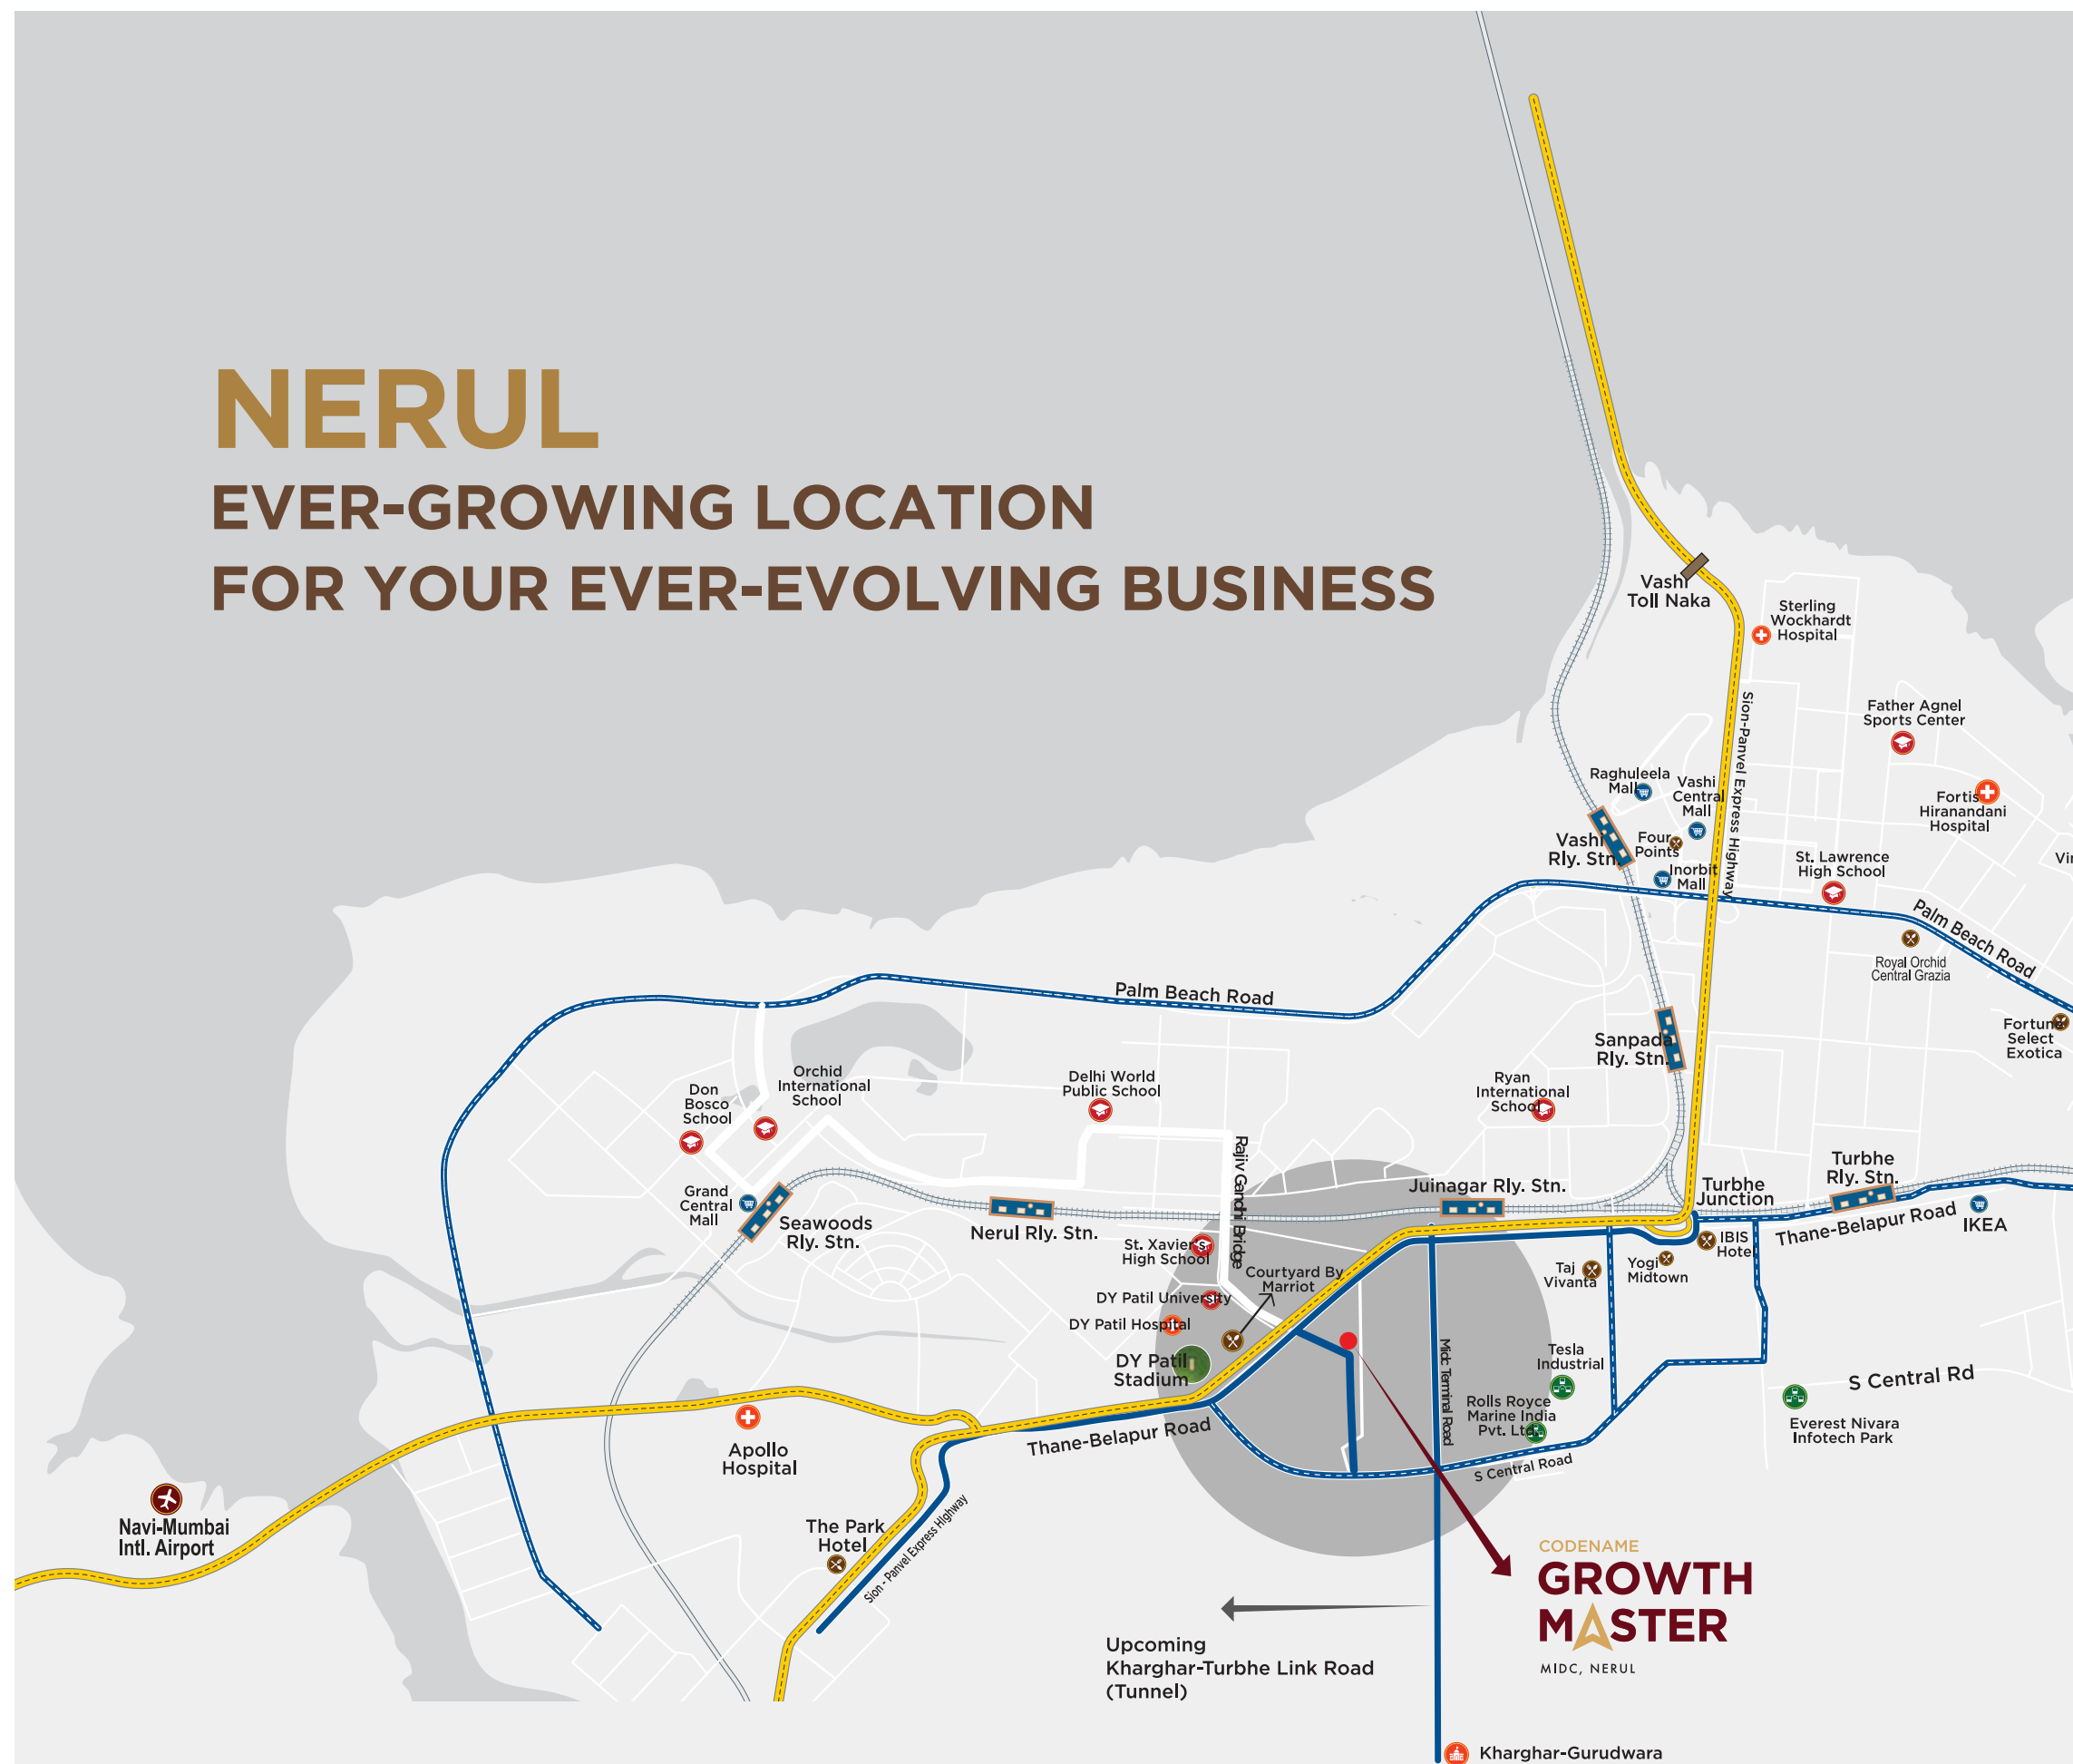 NERUL
EVER-GROWING LOCATION
FOR YOUR EVER-EVOLVING BUSINESS
Vashi
Toll Naka
Sterling
Wockhardt
Hospital
Sion-Panvel Express Highway
Father Agnel
Sports Center
Raghuleela
Mall
Vashi
Central
Mall
Fortis
Hiranandani
Hospital
Vashi
Rly. Stn.
Four
Points
Inorbit
Mall
St. Lawrence
High School
Palm Beach Road
Royal Orchid
Central Grazia
Palm Beach Road
Fortune
Select
Exotica
Sanpada
Rly. Stn.
Don
Bosco
School
Orchid
International
School
Delhi World
Public School
Ryan
International
School
Rajiv Gandhi Bridge
Grand
Central
Mall
Seawoods
Rly. Stn.
Nerul Rly. Stn.
Juinagar Rly. Stn.
Turbhe
Junction
Turbhe
Rly. Stn.
Thane-Belapur Road
IKEA
St. Xavier's
High School
Courtyard By
Marriot
Taj
Vivanta
Yogi
Midtown
IBIS
Hotel
DY Patil University
DY Patil Hospital
DY Patil
Stadium
Midc Terminal Road
Tesla
Industrial
Rolls Royce
Marine India
Pvt. Ltd.
S Central Rd
Everest Nivara
Infotech Park
Apollo
Hospital
Thane-Belapur Road
S Central Road
Navi-Mumbai
Intl. Airport
The Park
Hotel
Sion - Panvel Express Highway
CODENAME
GROWTH
MASTER
MIDC, NERUL
Upcoming
Kharghar-Turbhe Link Road
(Tunnel)
Kharghar-Gurudwara